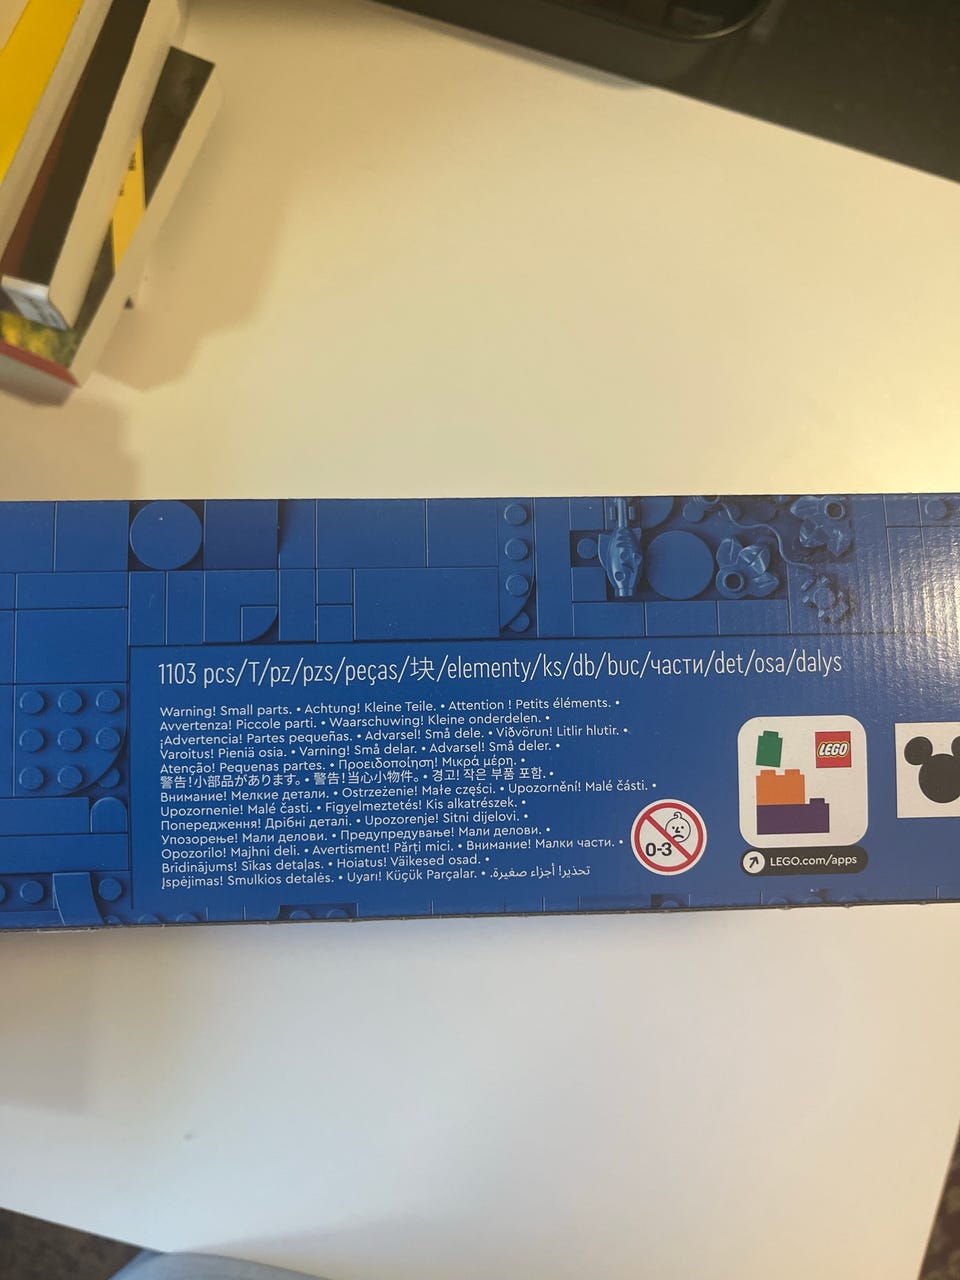 1103 pcs/T/pz/pzs/peças/块/elementy/ks/db/buc/части/det/osa/dalys
Warning! Small parts. • Achtung! Kleine Teile. • Attention ! Petits éléments. •
Avvertenza! Piccole parti. • Waarschuwing! Kleine onderdelen. •
¡Advertencia! Partes pequeñas. • Advarsel! Små dele. • Viðvörun! Litlir hlutir. •
Varoitus! Pieniä osia. • Varning! Små delar. • Advarsel! Små deler. •
Atenção! Pequenas partes. • Προειδοποίηση! Μικρά μέρη. •
警告!小部品があります。 • 警告!当心小物件。 • 경고! 작은 부품 포함. •
Внимание! Мелкие детали. • Ostrzeżenie! Małe części. • Upozornění! Malé části. •
Upozornenie! Malé časti. • Figyelmeztetés! Kis alkatrészek. •
Попередження! Дрібні деталі. • Upozorenje! Sitni dijelovi. •
Упозорење! Мали делови. • Предупредување! Мали делови. •
Opozorilo! Majhni deli. • Avertisment! Părți mici. • Внимание! Малки части. •
Brīdinājums! Sīkas detaļas. • Hoiatus! Väikesed osad. •
Įspėjimas! Smulkios detalės. • Uyarı! Küçük Parçalar. • تحذير! أجزاء صغيرة.
0-3
LEGO
LEGO.com/apps